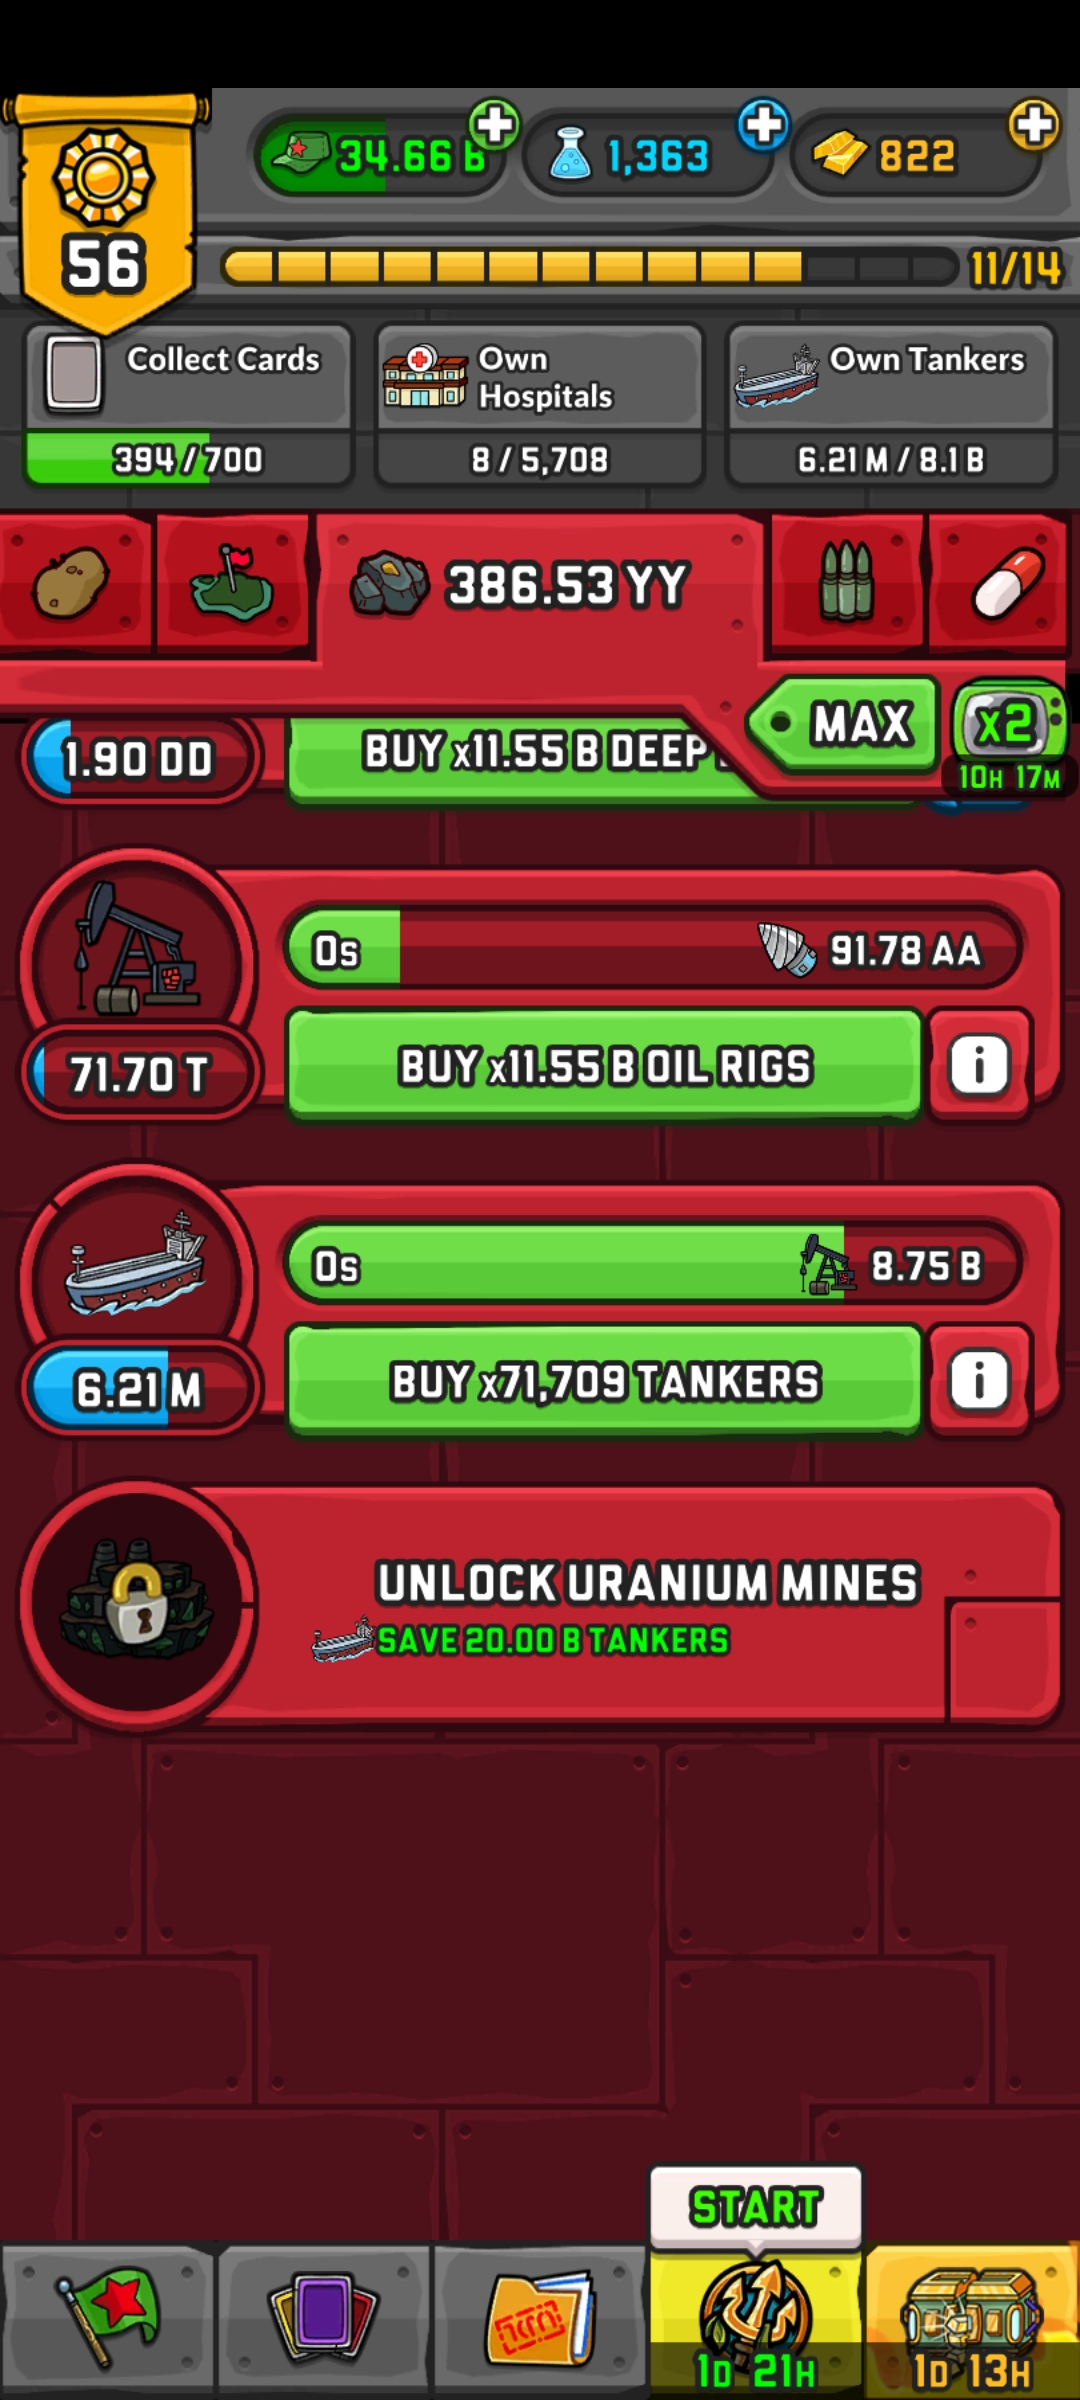 34.66 B
1,363
822
56
11/14
Collect Cards
394/700
Own
Hospitals
8 / 5,708
Own Tankers
6.21 M / 8.1 B
386.53 YY
MAX
x2
10H 17M
1.90 DD
BUY x11.55 B DEEP
0s
91.78 AA
71.70 T
BUY x11.55 B OIL RIGS
i
0s
8.75 B
6.21 M
BUY x71,709 TANKERS
i
UNLOCK URANIUM MINES
SAVE 20.00 B TANKERS
START
1D 21H
1D 13H